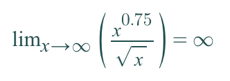 lim_{x→∞} ( x^{0.75} / √x ) = ∞